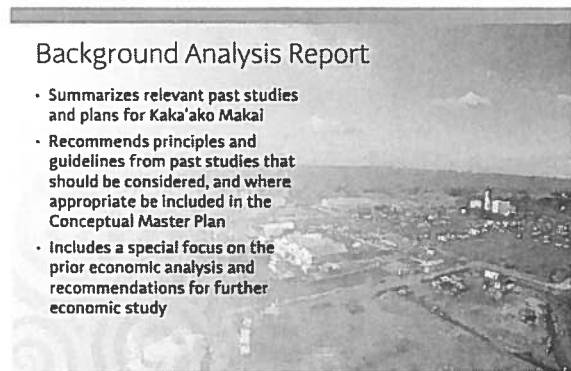 Background Analysis Report
• Summarizes relevant past studies
and plans for Kaka'ako Makai
• Recommends principles and
guidelines from past studies that
should be considered, and where
appropriate be included in the
Conceptual Master Plan
• Includes a special focus on the
prior economic analysis and
recommendations for further
economic study